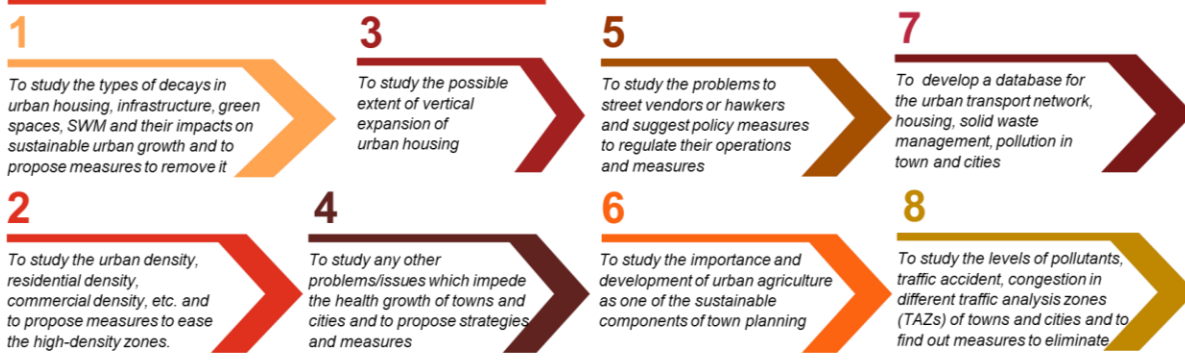 1
To study the types of decays in
urban housing, infrastructure, green
spaces, SWM and their impacts on
sustainable urban growth and to
propose measures to remove it
2
To study the urban density,
residential density,
commercial density, etc. and
to propose measures to ease
the high-density zones.
3
To study the possible
extent of vertical
expansion of
urban housing
4
To study any other
problems/issues which impede
the health growth of towns and
cities and to propose strategies
and measures
5
To study the problems to
street vendors or hawkers
and suggest policy measures
to regulate their operations
and measures
6
To study the importance and
development of urban agriculture
as one of the sustainable
components of town planning
7
To develop a database for
the urban transport network,
housing, solid waste
management, pollution in
town and cities
8
To study the levels of pollutants,
traffic accident, congestion in
different traffic analysis zones
(TAZs) of towns and cities and to
find out measures to eliminate